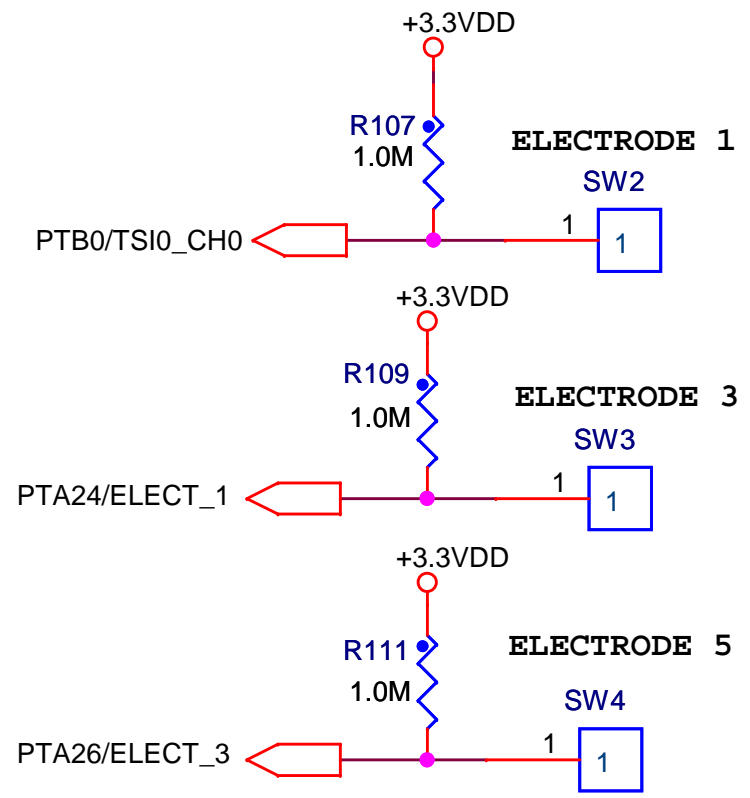 +3.3VDD
R107
1.0M
ELECTRODE 1
SW2
PTB0/TSI0_CH0
1
1
+3.3VDD
R109
1.0M
ELECTRODE 3
SW3
PTA24/ELECT_1
1
1
+3.3VDD
R111
1.0M
ELECTRODE 5
SW4
PTA26/ELECT_3
1
1